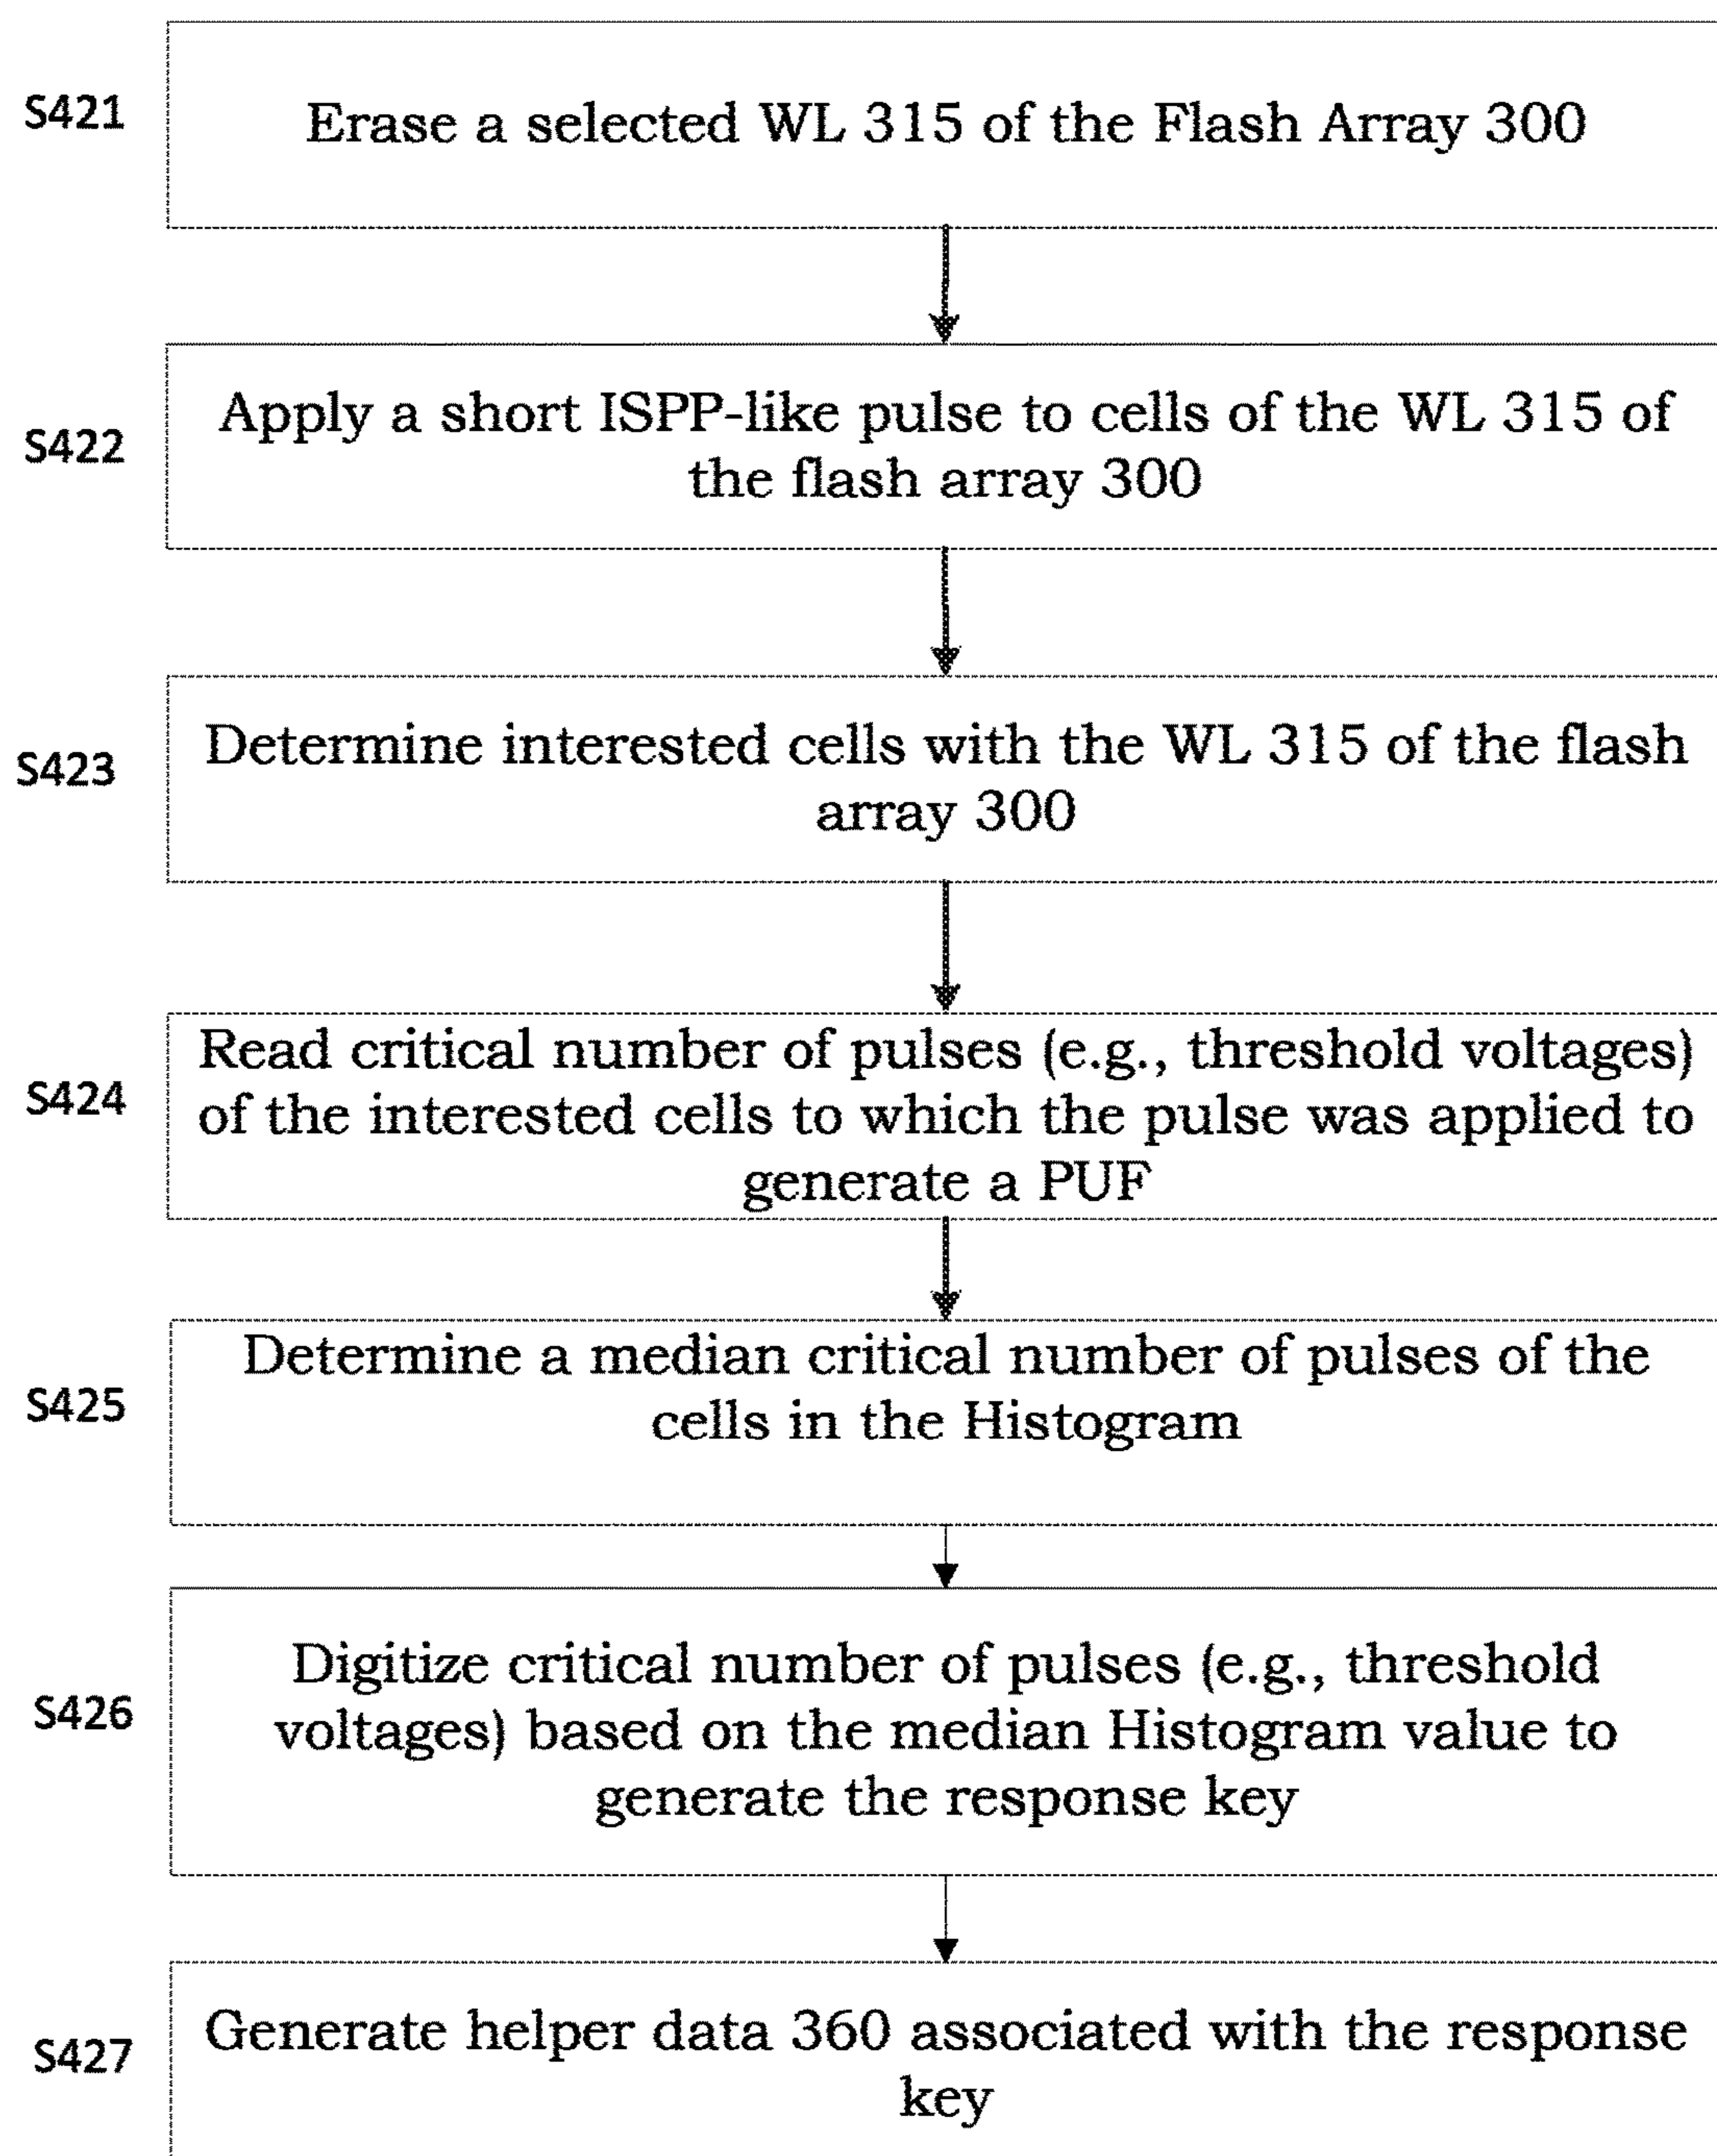 S421
Erase a selected WL 315 of the Flash Array 300
S422
Apply a short ISPP-like pulse to cells of the WL 315 of
the flash array 300
S423
Determine interested cells with the WL 315 of the flash
array 300
S424
Read critical number of pulses (e.g., threshold voltages)
of the interested cells to which the pulse was applied to
generate a PUF
S425
Determine a median critical number of pulses of the
cells in the Histogram
S426
Digitize critical number of pulses (e.g., threshold
voltages) based on the median Histogram value to
generate the response key
S427
Generate helper data 360 associated with the response
key